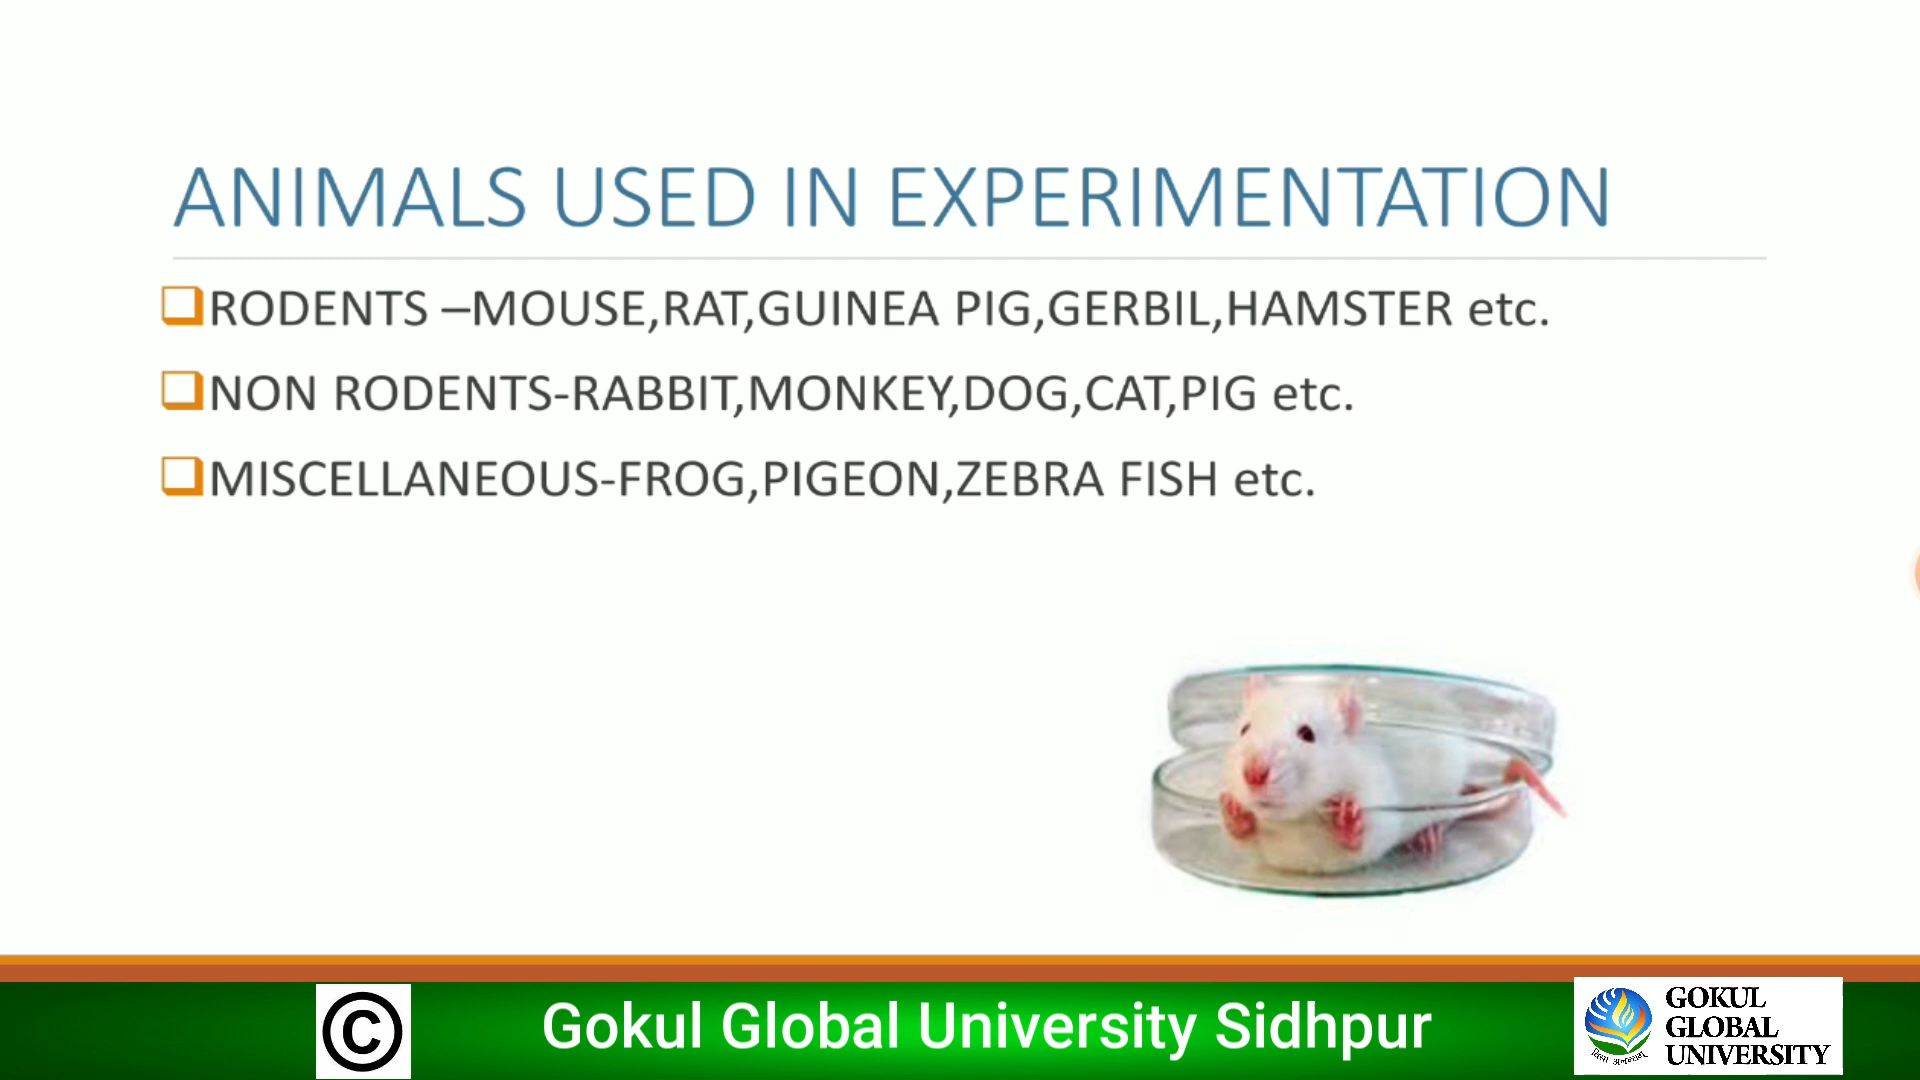 ANIMALS USED IN EXPERIMENTATION
RODENTS –MOUSE,RAT,GUINEA PIG,GERBIL,HAMSTER etc.
NON RODENTS-RABBIT,MONKEY,DOG,CAT,PIG etc.
MISCELLANEOUS-FROG,PIGEON,ZEBRA FISH etc.
©
Gokul Global University Sidhpur
GOKUL
GLOBAL
UNIVERSITY